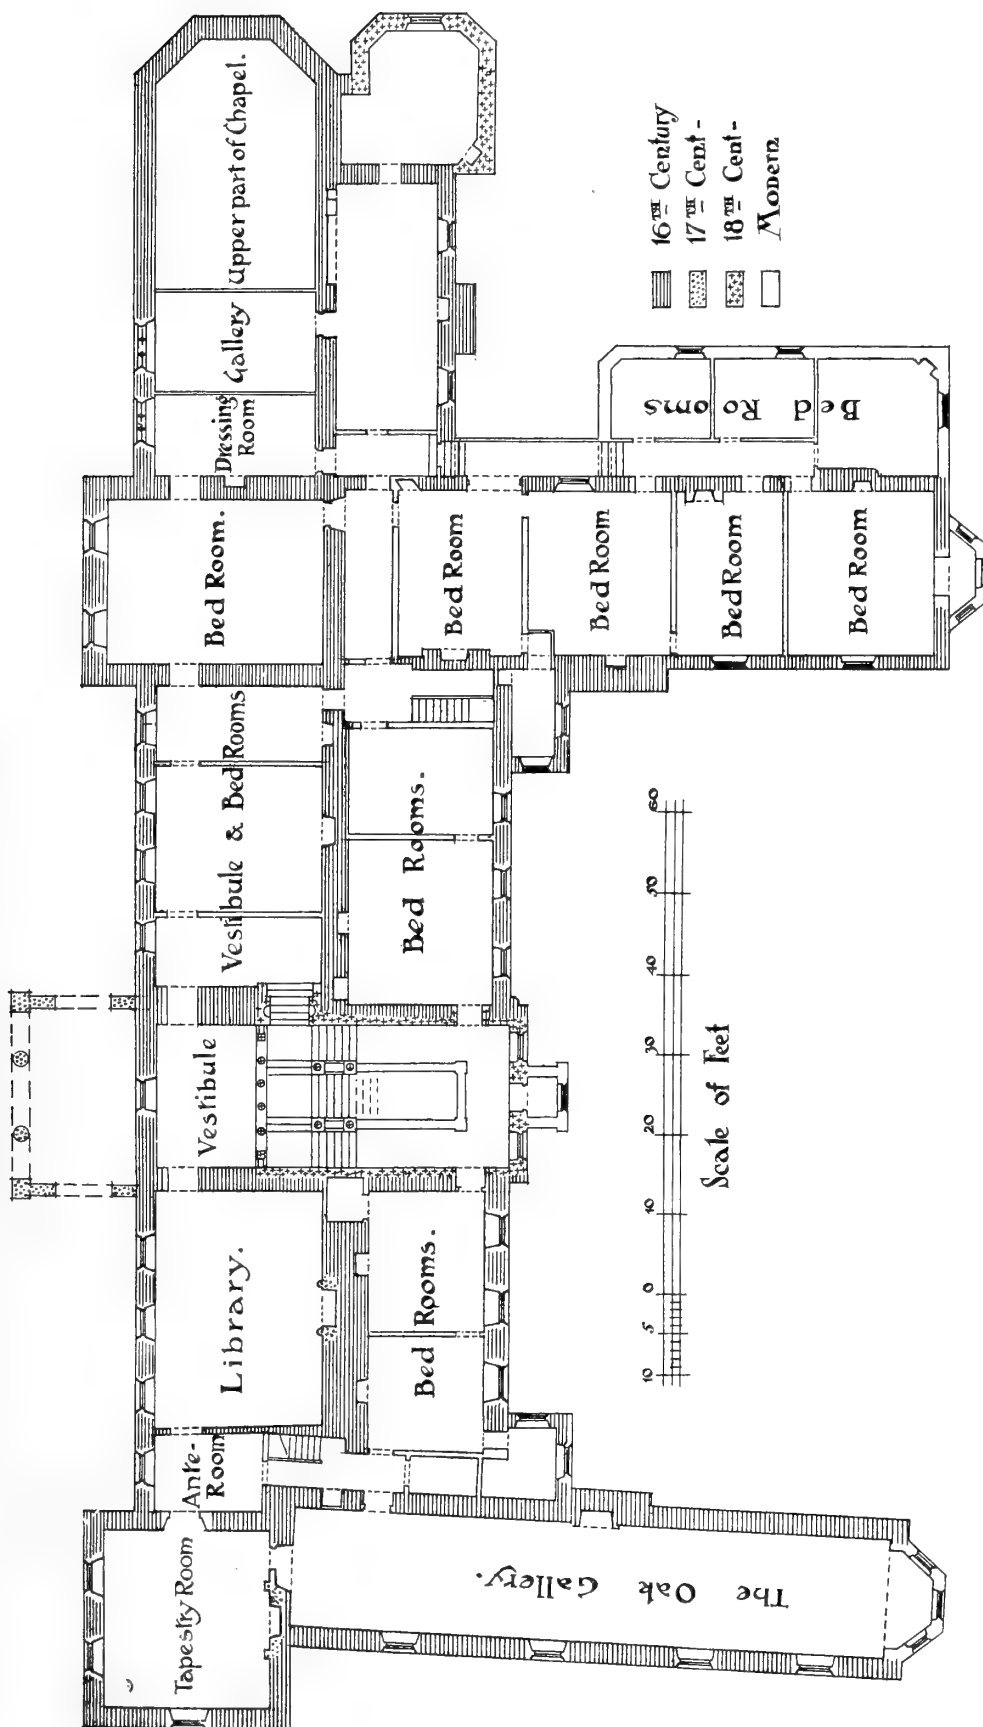 Upper part of Chapel.
Gallery
Dressing
Room
Bed Room.
Vestibule & Bed Rooms
Vestibule
Library.
Ante-
Room
Tapestry Room
The Oak Gallery.
Bed Rooms.
Bed Rooms.
Bed Room
Bed Room
Bed Room
Bed Room
Bed Rooms
16TH Century
17TH Cent-
18TH Cent-
Modern
10 5 0 10 20 30 40 50 60
Scale of Feet